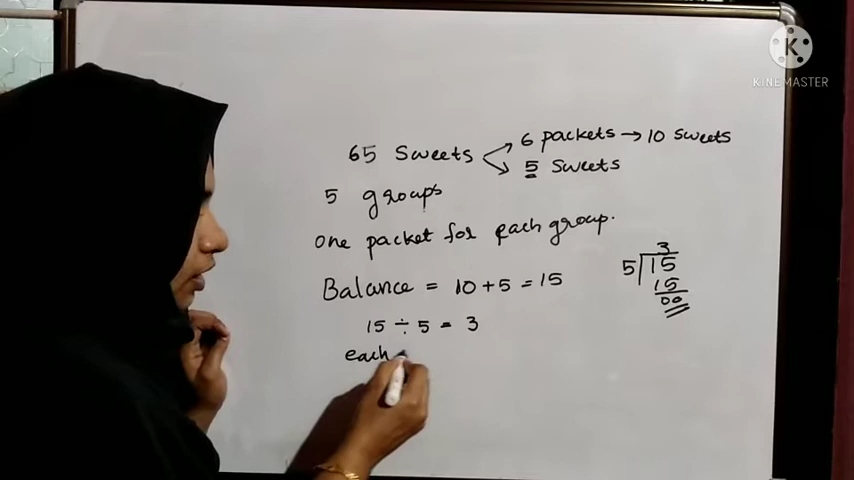 65 Sweets
6 packets → 10 Sweets
5 Sweets
5 groups
One packet for each group.
Balance = 10 + 5 = 15
15 ÷ 5 = 3
each
3
5 15
15
00
K
KINEMASTER